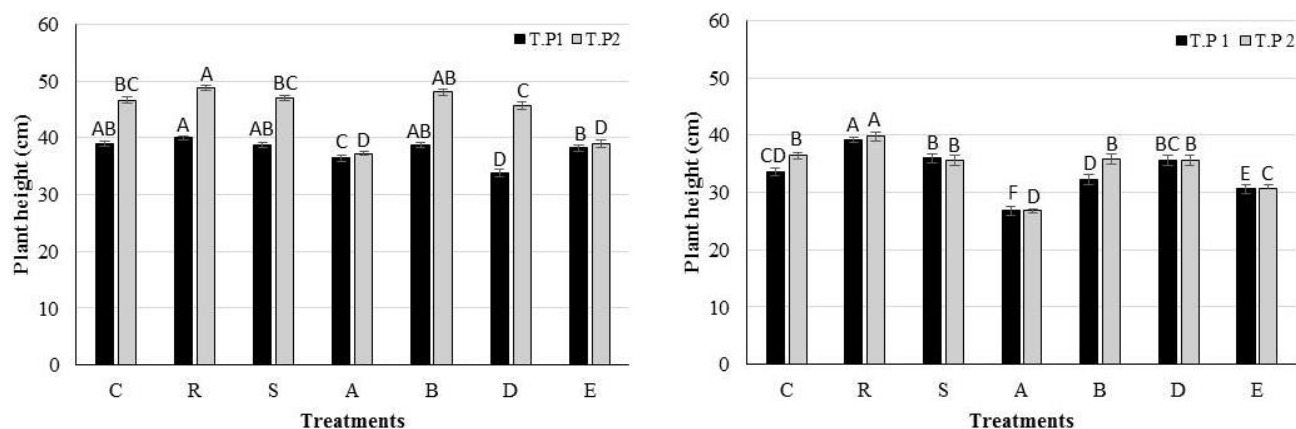 60
50
40
30
20
10
0
Plant height (cm)
T.P1 T.P2
AB BC A A AB BC C D AB AB D C B D
C R S A B D E
Treatments
60
50
40
30
20
10
0
Plant height (cm)
T.P 1 T.P 2
CD B A A B B F D D B BC B E C
C R S A B D E
Treatments